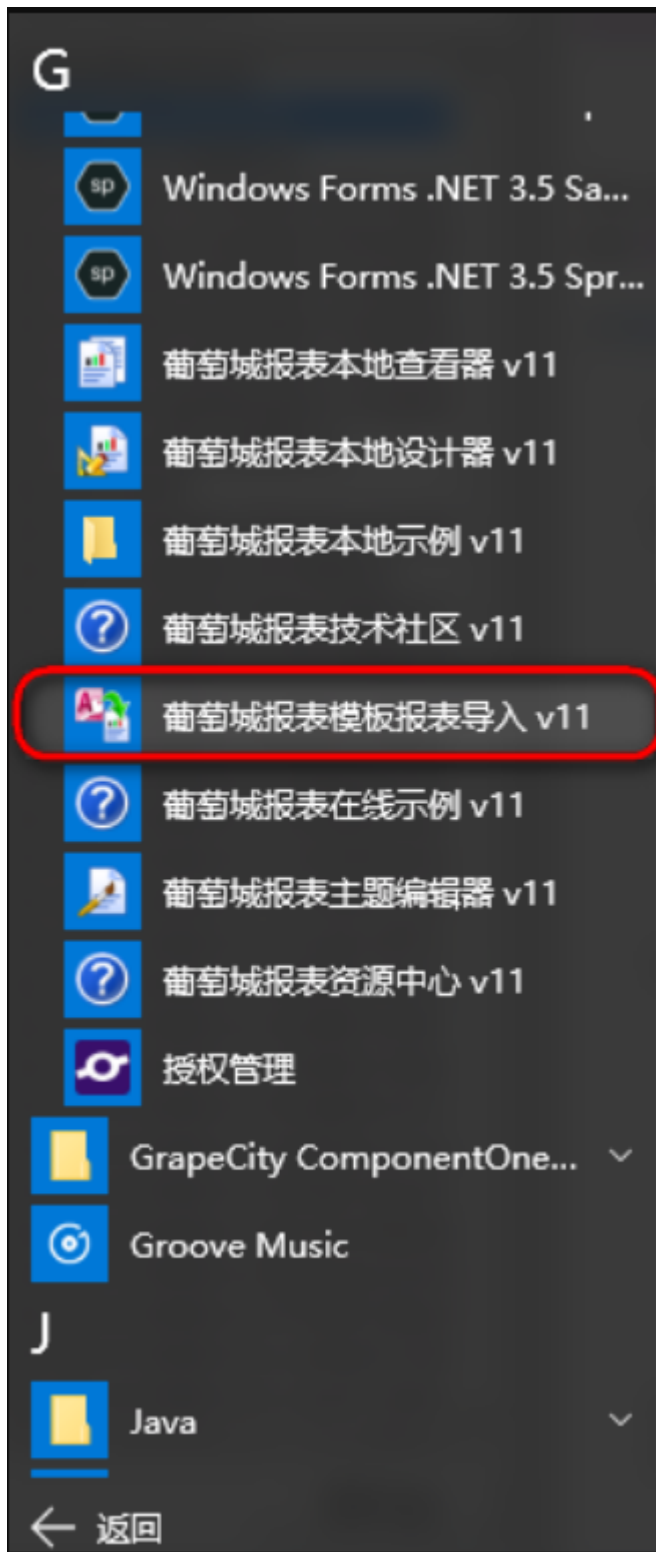 G
sp
Windows Forms .NET 3.5 Sa...
sp
Windows Forms .NET 3.5 Spr...
葡萄城报表本地查看器 v11
葡萄城报表本地设计器 v11
葡萄城报表本地示例 v11
葡萄城报表技术社区 v11
葡萄城报表模板报表导入 v11
葡萄城报表在线示例 v11
葡萄城报表主题编辑器 v11
葡萄城报表资源中心 v11
授权管理
GrapeCity ComponentOne...
Groove Music
J
Java
返回